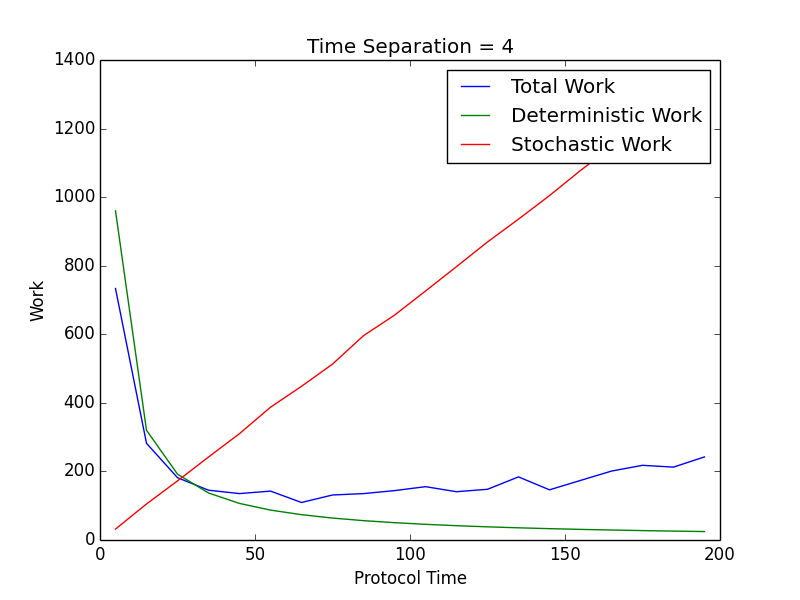 Time Separation = 4
1400
1200
1000
800
600
400
200
0
Work
Total Work
Deterministic Work
Stochastic Work
0 50 100 150 200
Protocol Time